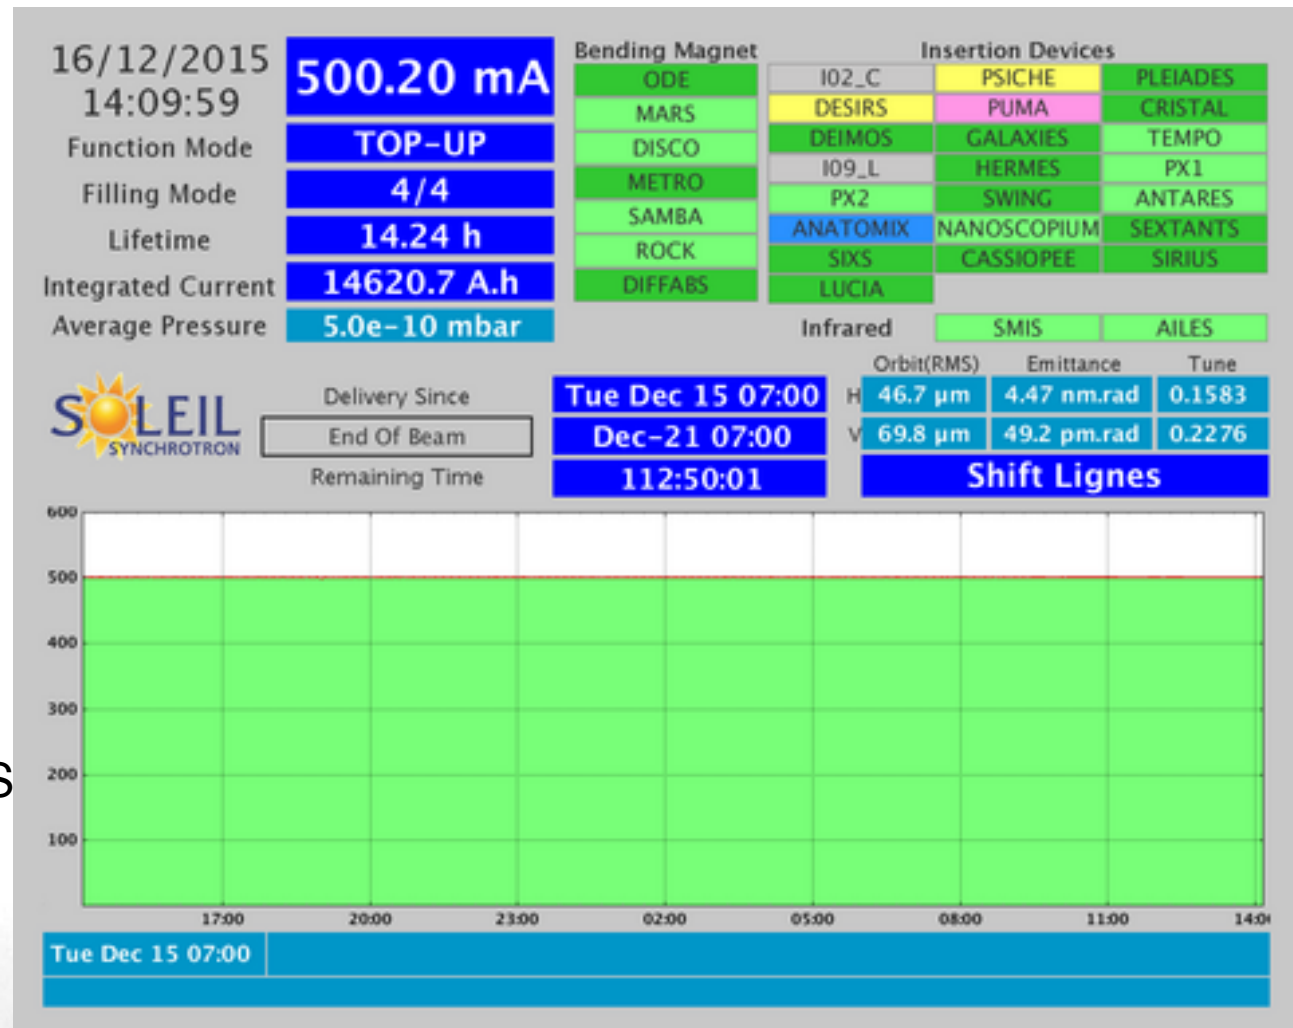 16/12/2015
14:09:59
500.20 mA
Function Mode TOP-UP
Filling Mode 4/4
Lifetime 14.24 h
Integrated Current 14620.7 A.h
Average Pressure 5.0e-10 mbar
Bending Magnet
ODE
MARS
DISCO
METRO
SAMBA
ROCK
DIFFABS
Insertion Devices
I02_C PSICHE PLEIADES
DESIRS PUMA CRISTAL
DEIMOS GALAXIES TEMPO
I09_L HERMES PX1
PX2 SWING ANTARES
ANATOMIX NANOSCOPIUM SEXTANTS
SIXS CASSIOPEE SIRIUS
LUCIA
Infrared SMIS AILES
SOLEIL
SYNCHROTRON
Delivery Since Tue Dec 15 07:00
End Of Beam Dec-21 07:00
Remaining Time 112:50:01
Orbit(RMS) Emittance Tune
H 46.7 µm 4.47 nm.rad 0.1583
V 69.8 µm 49.2 pm.rad 0.2276
Shift Lignes
600
500
400
300
200
100
17:00 20:00 23:00 02:00 05:00 08:00 11:00 14:0
Tue Dec 15 07:00
s